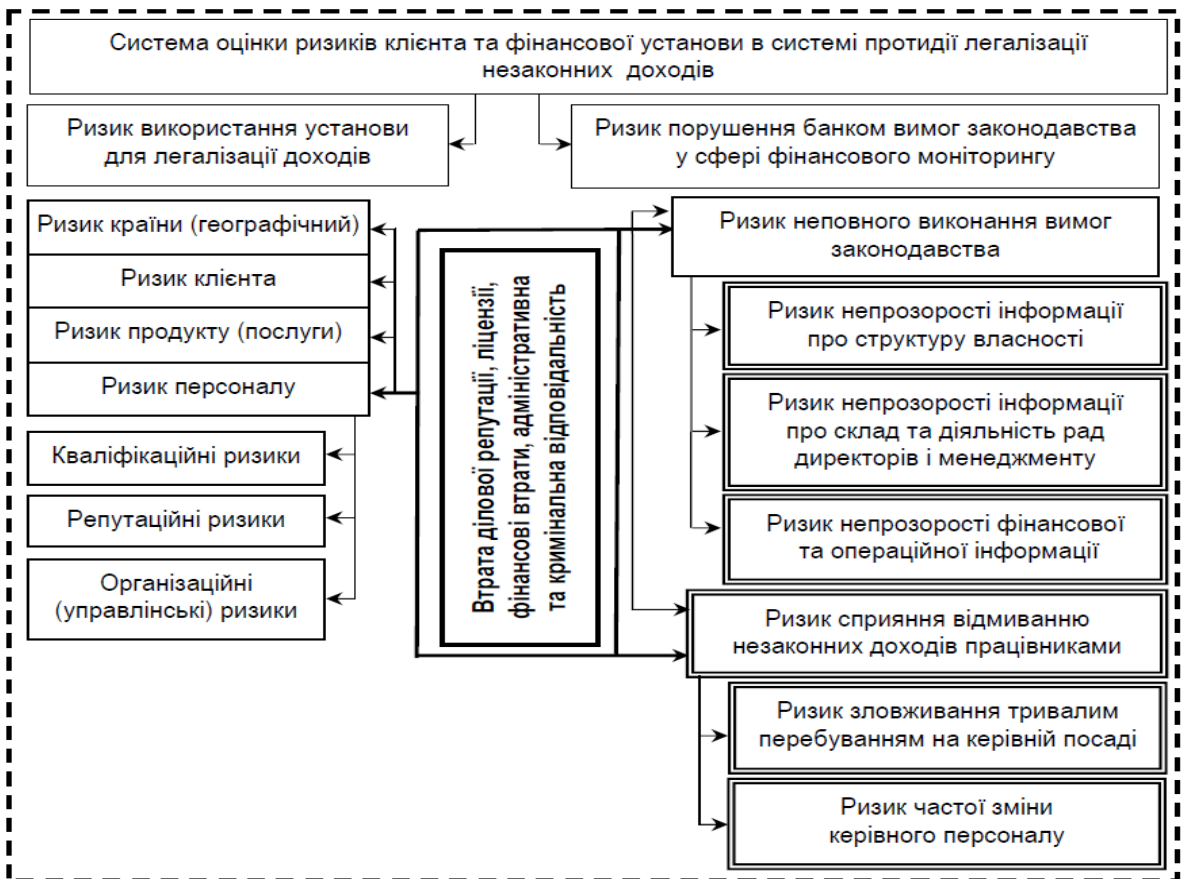 Система оцінки ризиків клієнта та фінансової установи в системі протидії легалізації
незаконних доходів
Ризик використання установи
для легалізації доходів
Ризик порушення банком вимог законодавства
у сфері фінансового моніторингу
Ризик країни (географічний)
Ризик клієнта
Ризик продукту (послуги)
Ризик персоналу
Кваліфікаційні ризики
Репутаційні ризики
Організаційні
(управлінські) ризики
Втрата ділової репутації, ліцензії,
фінансові втрати, адміністративна
та кримінальна відповідальність
Ризик неповного виконання вимог
законодавства
Ризик непрозорості інформації
про структуру власності
Ризик непрозорості інформації
про склад та діяльність рад
директорів і менеджменту
Ризик непрозорості фінансової
та операційної інформації
Ризик сприяння відмиванню
незаконних доходів працівниками
Ризик зловживання тривалим
перебуванням на керівній посаді
Ризик частої зміни
керівного персоналу